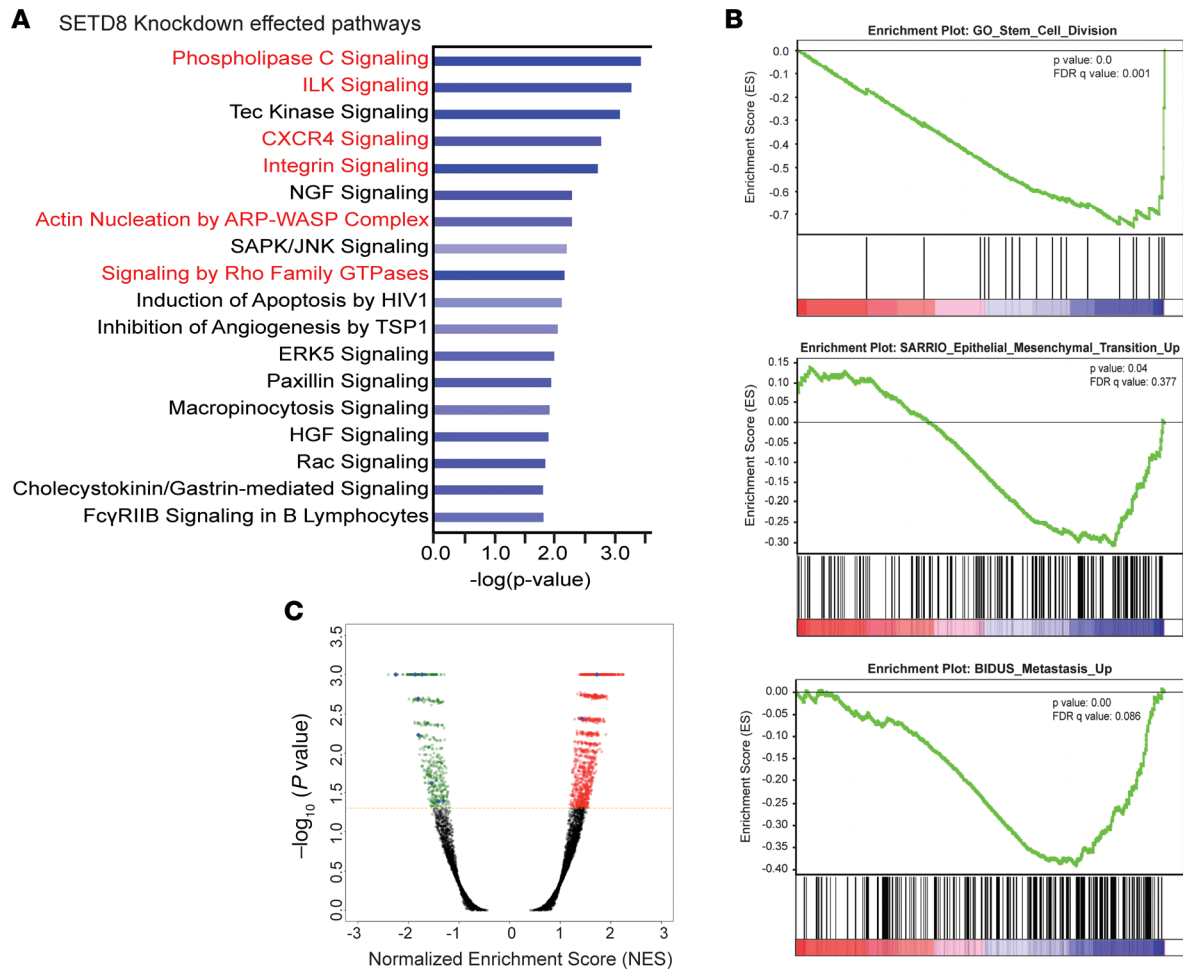 A
SETD8 Knockdown effected pathways
Phospholipase C Signaling
ILK Signaling
Tec Kinase Signaling
CXCR4 Signaling
Integrin Signaling
NGF Signaling
Actin Nucleation by ARP-WASP Complex
SAPK/JNK Signaling
Signaling by Rho Family GTPases
Induction of Apoptosis by HIV1
Inhibition of Angiogenesis by TSP1
ERK5 Signaling
Paxillin Signaling
Macropinocytosis Signaling
HGF Signaling
Rac Signaling
Cholecystokinin/Gastrin-mediated Signaling
FcγRIIB Signaling in B Lymphocytes
0.0 1.0 2.0 3.0
-log(p-value)
B
Enrichment Plot: GO_Stem_Cell_Division
p value: 0.0
FDR q value: 0.001
Enrichment Score (ES)
0.0
-0.1
-0.2
-0.3
-0.4
-0.5
-0.6
-0.7
Enrichment Plot: SARRIO_Epithelial_Mesenchymal_Transition_Up
p value: 0.04
FDR q value: 0.377
Enrichment Score (ES)
0.15
0.10
0.05
0.00
-0.05
-0.10
-0.15
-0.20
-0.25
-0.30
Enrichment Plot: BIDUS_Metastasis_Up
p value: 0.00
FDR q value: 0.086
Enrichment Score (ES)
0.00
-0.05
-0.10
-0.15
-0.20
-0.25
-0.30
-0.35
-0.40
C
−log10 (P value)
3.5
3.0
2.5
2.0
1.5
1.0
0.5
0.0
-3 -2 -1 0 1 2 3
Normalized Enrichment Score (NES)